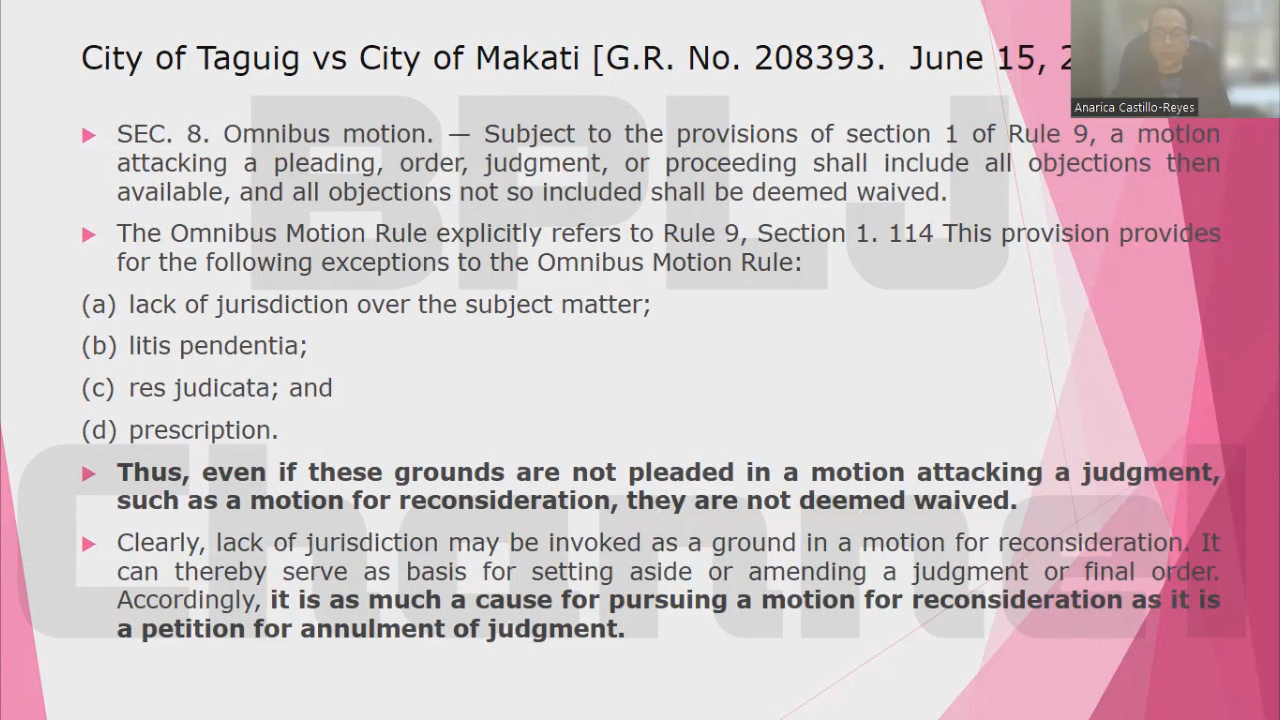 City of Taguig vs City of Makati [G.R. No. 208393. June 15, 2
Anarica Castillo-Reyes
SEC. 8. Omnibus motion. — Subject to the provisions of section 1 of Rule 9, a motion
attacking a pleading, order, judgment, or proceeding shall include all objections then
available, and all objections not so included shall be deemed waived.
The Omnibus Motion Rule explicitly refers to Rule 9, Section 1. 114 This provision provides
for the following exceptions to the Omnibus Motion Rule:
(a) lack of jurisdiction over the subject matter;
(b) litis pendentia;
(c) res judicata; and
(d) prescription.
Thus, even if these grounds are not pleaded in a motion attacking a judgment,
such as a motion for reconsideration, they are not deemed waived.
Clearly, lack of jurisdiction may be invoked as a ground in a motion for reconsideration. It
can thereby serve as basis for setting aside or amending a judgment or final order.
Accordingly, it is as much a cause for pursuing a motion for reconsideration as it is
a petition for annulment of judgment.
BPLJ
Channel